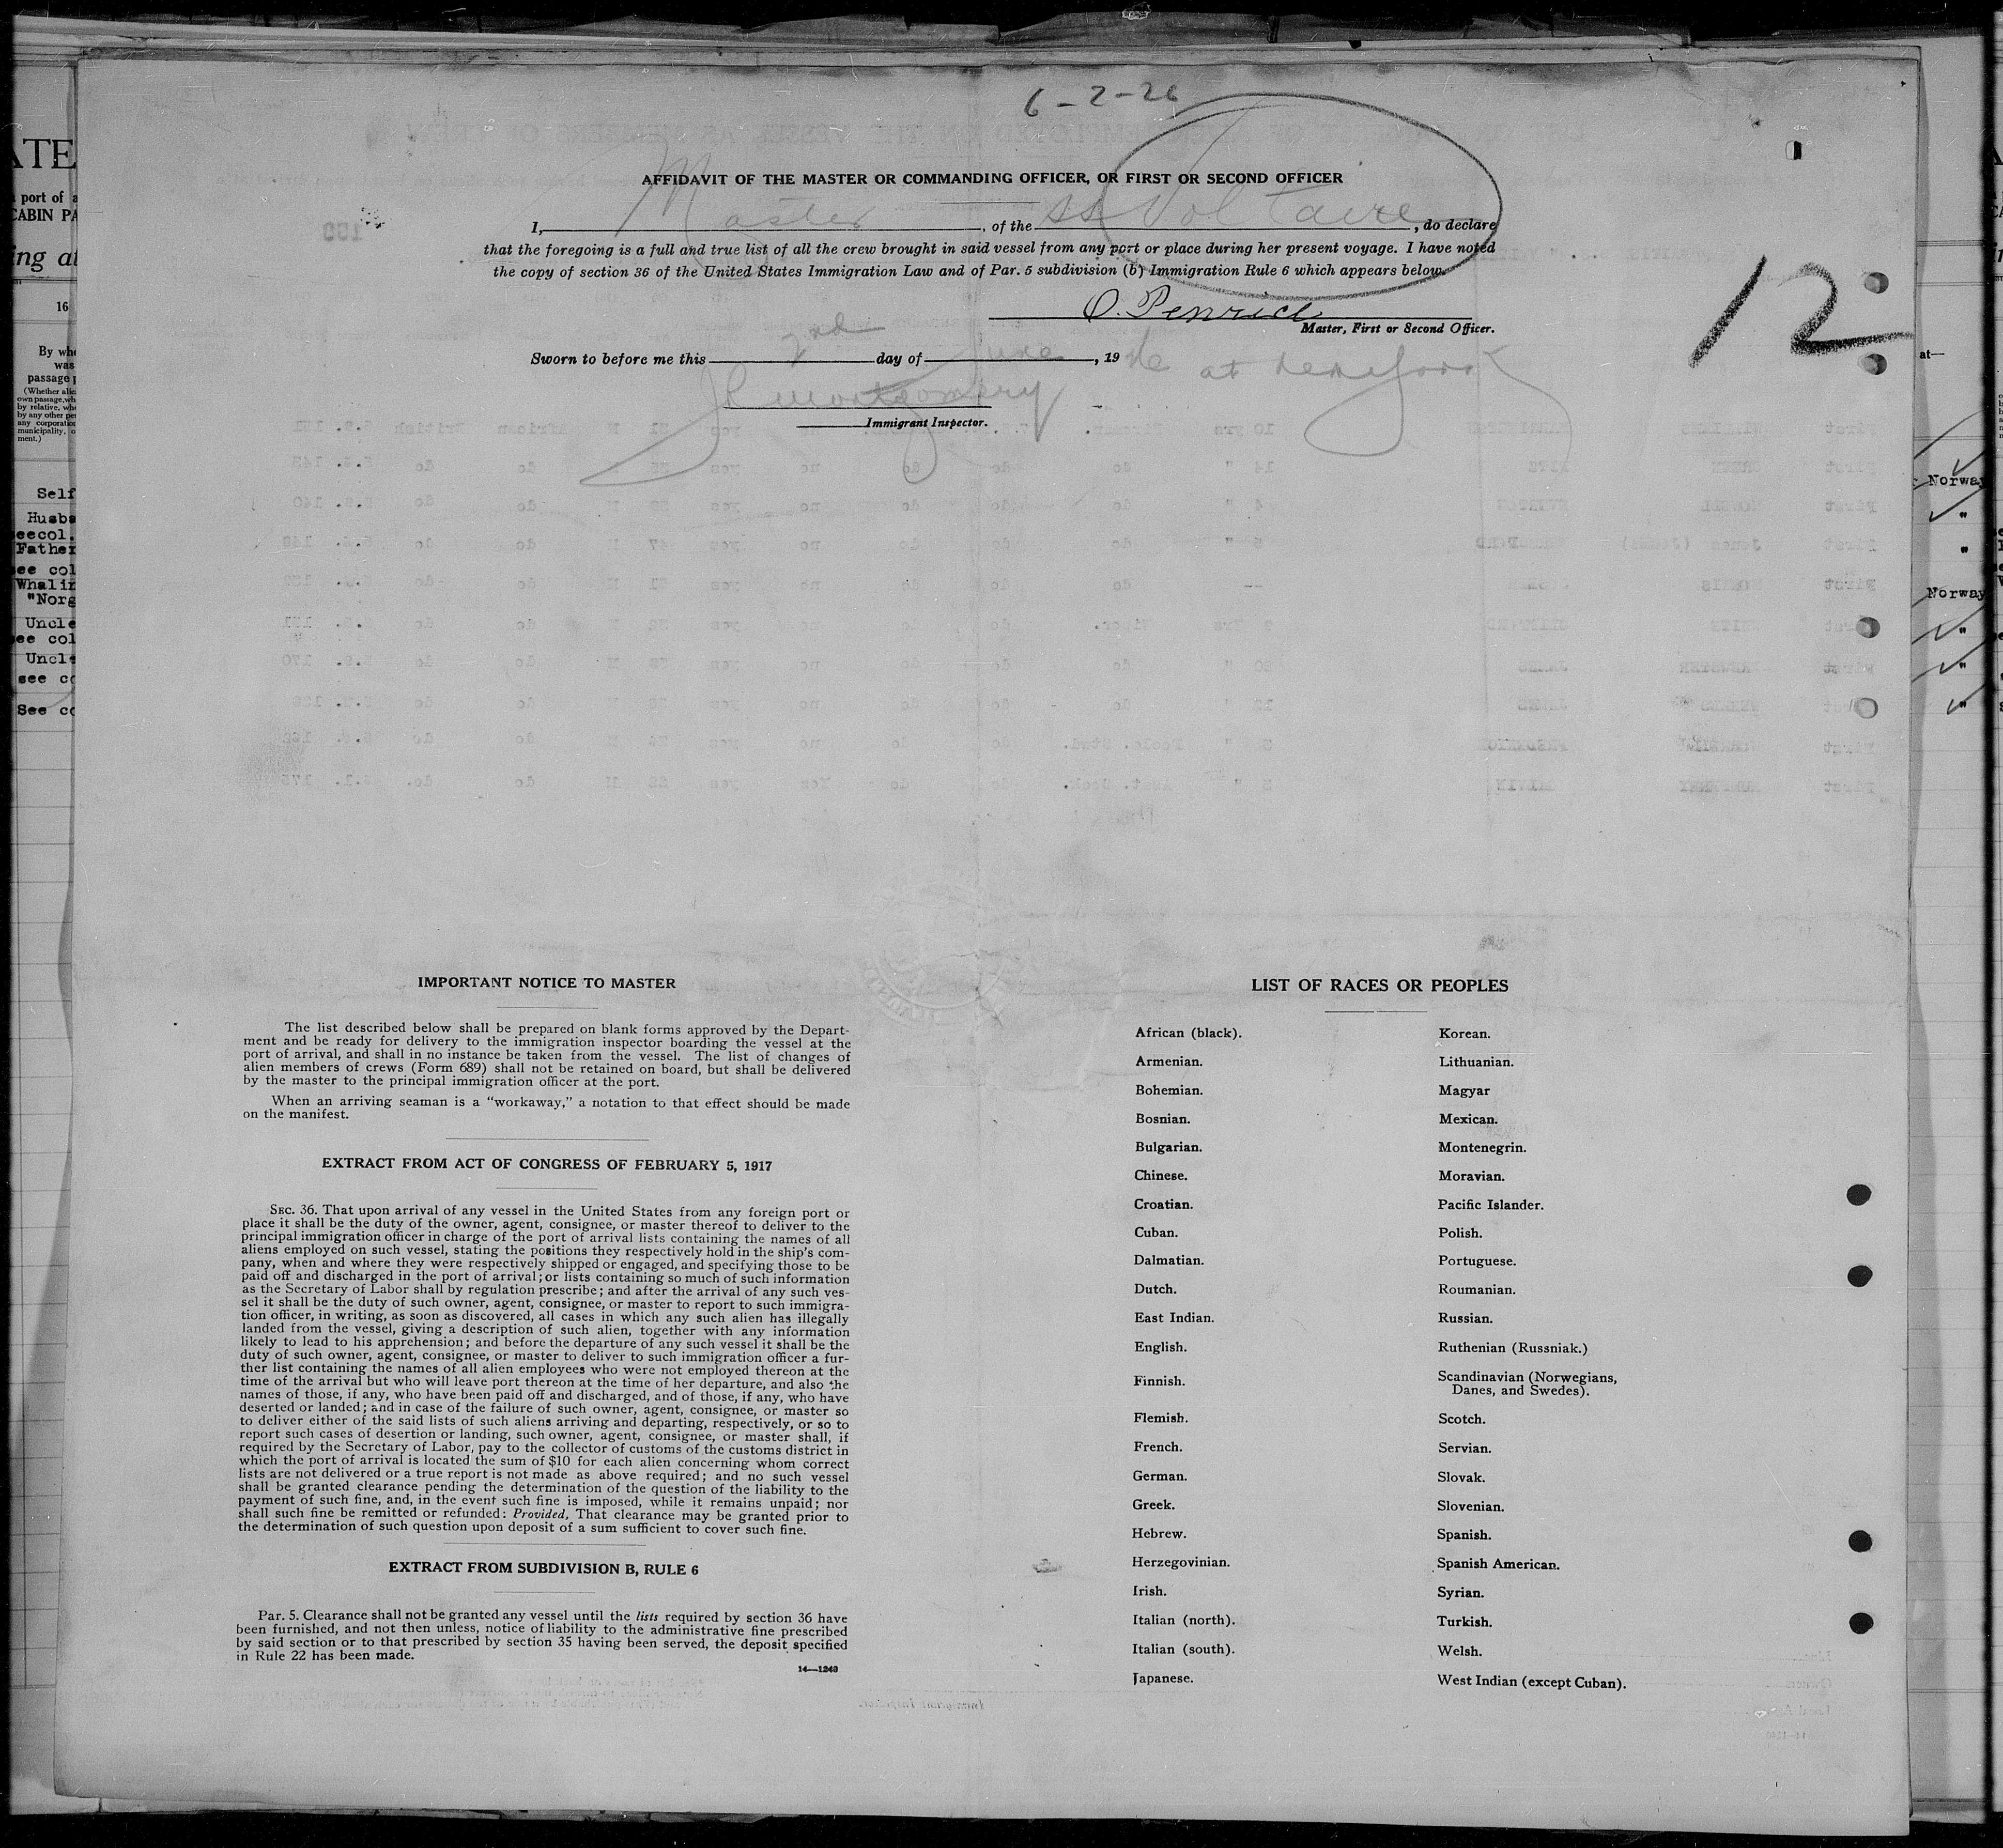 6-2-26
AFFIDAVIT OF THE MASTER OR COMMANDING OFFICER, OR FIRST OR SECOND OFFICER
I, Master, of the SS Voltaire, do declare
that the foregoing is a full and true list of all the crew brought in said vessel from any port or place during her present voyage. I have noted
the copy of section 36 of the United States Immigration Law and of Par. 5 subdivision (b) Immigration Rule 6 which appears below.
O. Penrice
Master, First or Second Officer.
12
Sworn to before me this 2nd day of June, 19 at
Montgomery
Immigrant Inspector.
IMPORTANT NOTICE TO MASTER
The list described below shall be prepared on blank forms approved by the Depart-
ment and be ready for delivery to the immigration inspector boarding the vessel at the
port of arrival, and shall in no instance be taken from the vessel. The list of changes of
alien members of crews (Form 689) shall not be retained on board, but shall be delivered
by the master to the principal immigration officer at the port.
When an arriving seaman is a "workaway," a notation to that effect should be made
on the manifest.
EXTRACT FROM ACT OF CONGRESS OF FEBRUARY 5, 1917
SEC. 36. That upon arrival of any vessel in the United States from any foreign port or
place it shall be the duty of the owner, agent, consignee, or master thereof to deliver to the
principal immigration officer in charge of the port of arrival lists containing the names of all
aliens employed on such vessel, stating the positions they respectively hold in the ship's com-
pany, when and where they were respectively shipped or engaged, and specifying those to be
paid off and discharged in the port of arrival; or lists containing so much of such information
as the Secretary of Labor shall by regulation prescribe; and after the arrival of any such ves-
sel it shall be the duty of such owner, agent, consignee, or master to report to such immigra-
tion officer, in writing, as soon as discovered, all cases in which any such alien has illegally
landed from the vessel, giving a description of such alien, together with any information
likely to lead to his apprehension; and before the departure of any such vessel it shall be the
duty of such owner, agent, consignee, or master to deliver to such immigration officer a fur-
ther list containing the names of all alien employees who were not employed thereon at the
time of the arrival but who will leave port thereon at the time of her departure, and also the
names of those, if any, who have been paid off and discharged, and of those, if any, who have
deserted or landed; and in case of the failure of such owner, agent, consignee, or master so
to deliver either of the said lists of such aliens arriving and departing, respectively, or so to
report such cases of desertion or landing, such owner, agent, consignee, or master shall, if
required by the Secretary of Labor, pay to the collector of customs of the customs district in
which the port of arrival is located the sum of $10 for each alien concerning whom correct
lists are not delivered or a true report is not made as above required; and no such vessel
shall be granted clearance pending the determination of the question of the liability to the
payment of such fine, and, in the event such fine is imposed, while it remains unpaid; nor
shall such fine be remitted or refunded: Provided, That clearance may be granted prior to
the determination of such question upon deposit of a sum sufficient to cover such fine.
EXTRACT FROM SUBDIVISION B, RULE 6
Par. 5. Clearance shall not be granted any vessel until the lists required by section 36 have
been furnished, and not then unless, notice of liability to the administrative fine prescribed
by said section or to that prescribed by section 35 having been served, the deposit specified
in Rule 22 has been made.
14—1240
LIST OF RACES OR PEOPLES
African (black).
Armenian.
Bohemian.
Bosnian.
Bulgarian.
Chinese.
Croatian.
Cuban.
Dalmatian.
Dutch.
East Indian.
English.
Finnish.
Flemish.
French.
German.
Greek.
Hebrew.
Herzegovinian.
Irish.
Italian (north).
Italian (south).
Japanese.
Korean.
Lithuanian.
Magyar
Mexican.
Montenegrin.
Moravian.
Pacific Islander.
Polish.
Portuguese.
Roumanian.
Russian.
Ruthenian (Russniak.)
Scandinavian (Norwegians,
Danes, and Swedes).
Scotch.
Servian.
Slovak.
Slovenian.
Spanish.
Spanish American.
Syrian.
Turkish.
Welsh.
West Indian (except Cuban).